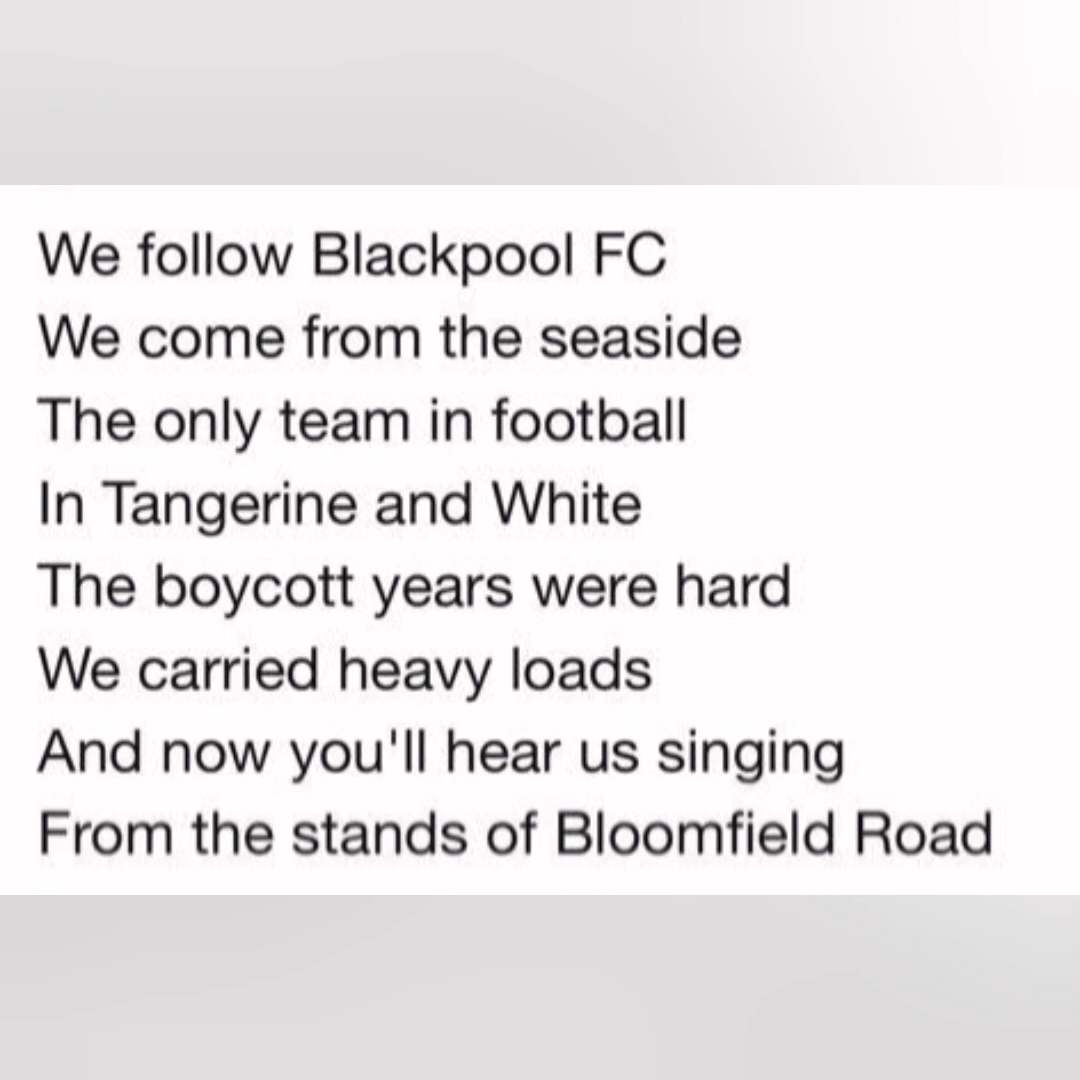 We follow Blackpool FC
We come from the seaside
The only team in football
In Tangerine and White
The boycott years were hard
We carried heavy loads
And now you'll hear us singing
From the stands of Bloomfield Road